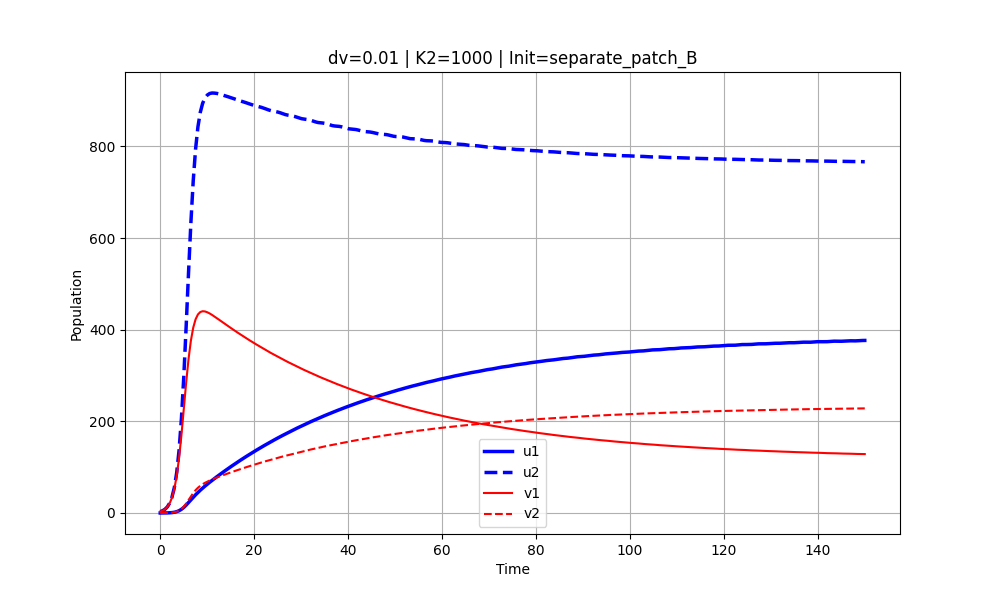 dv=0.01 | K2=1000 | Init=separate_patch_B
Population
800
600
400
200
0
0 20 40 60 80 100 120 140
Time
u1
u2
v1
v2